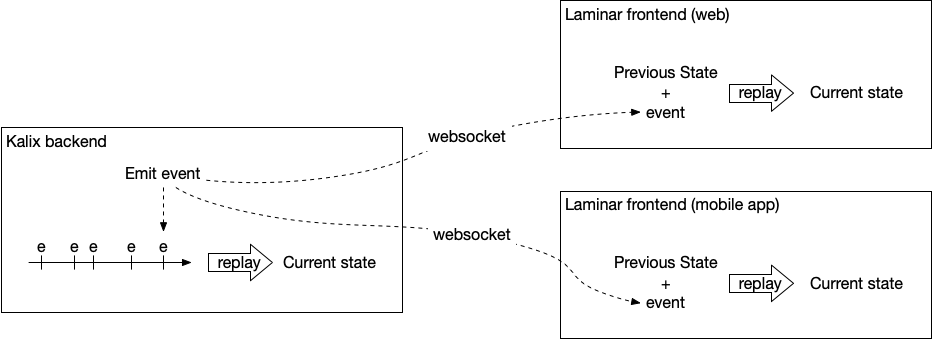 Laminar frontend (web)
Previous State
+
event
replay
Current state
websocket
Kalix backend
Emit event
e e e e e
replay
Current state
websocket
Laminar frontend (mobile app)
Previous State
+
event
replay
Current state